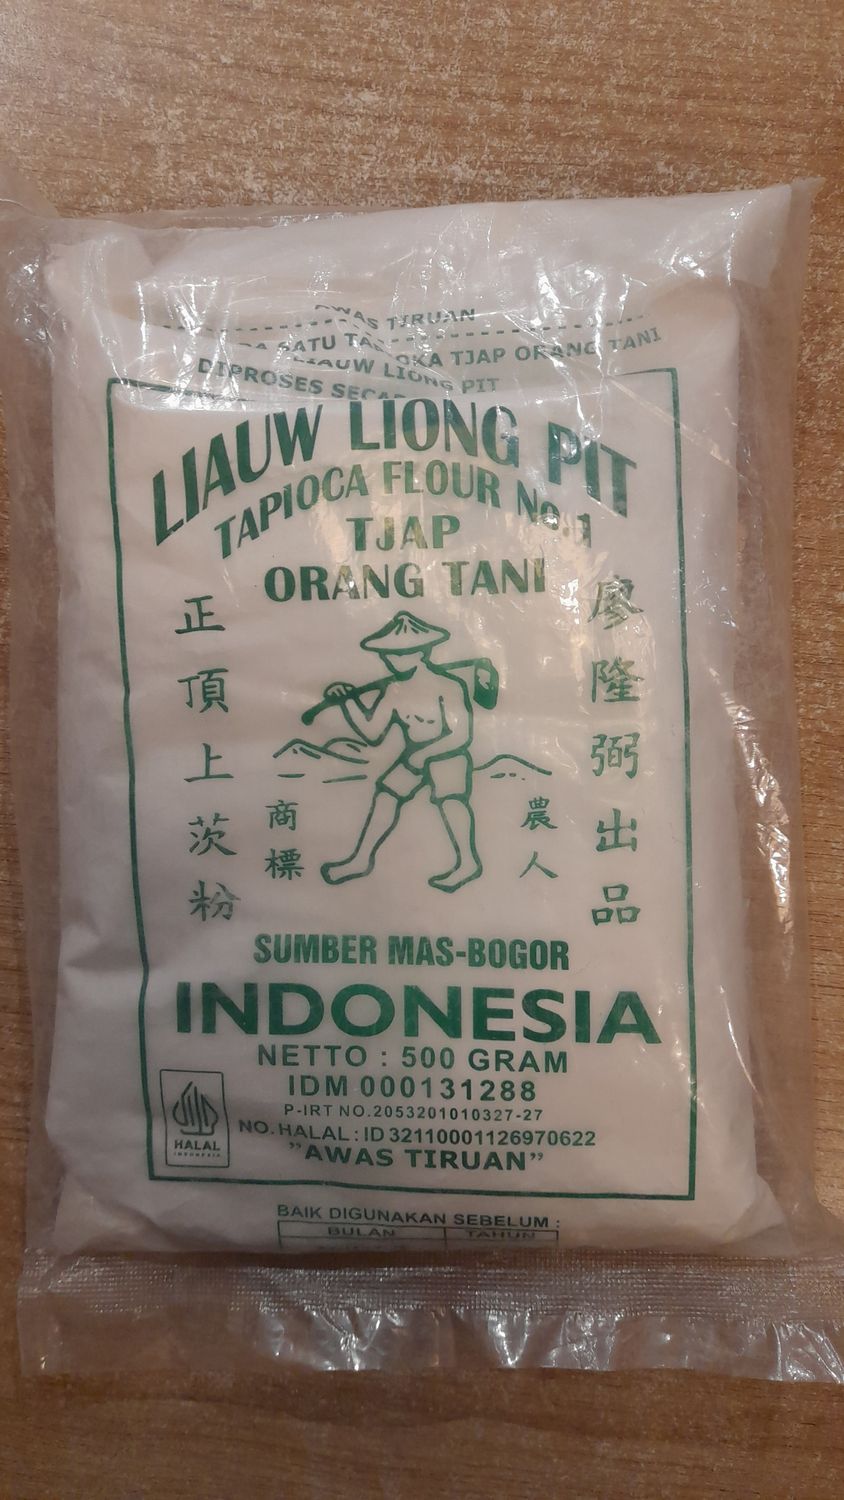 AWAS TIRUAN
SATU TAPIOKA TJAP ORANG TANI
LIAUW LIONG PIT
DIPROSES
LIAUW LIONG PIT
TAPIOCA FLOUR No.1
TJAP
ORANG TANI
廖隆弼出品
正頂上茨粉
農人
商標
SUMBER MAS-BOGOR
INDONESIA
NETTO : 500 GRAM
IDM 000131288
P-IRT NO.2053201010327-27
NO.HALAL : ID 32110001126970622
"AWAS TIRUAN"
HALAL
INDONESIA
BAIK DIGUNAKAN SEBELUM :
BULAN TAHUN